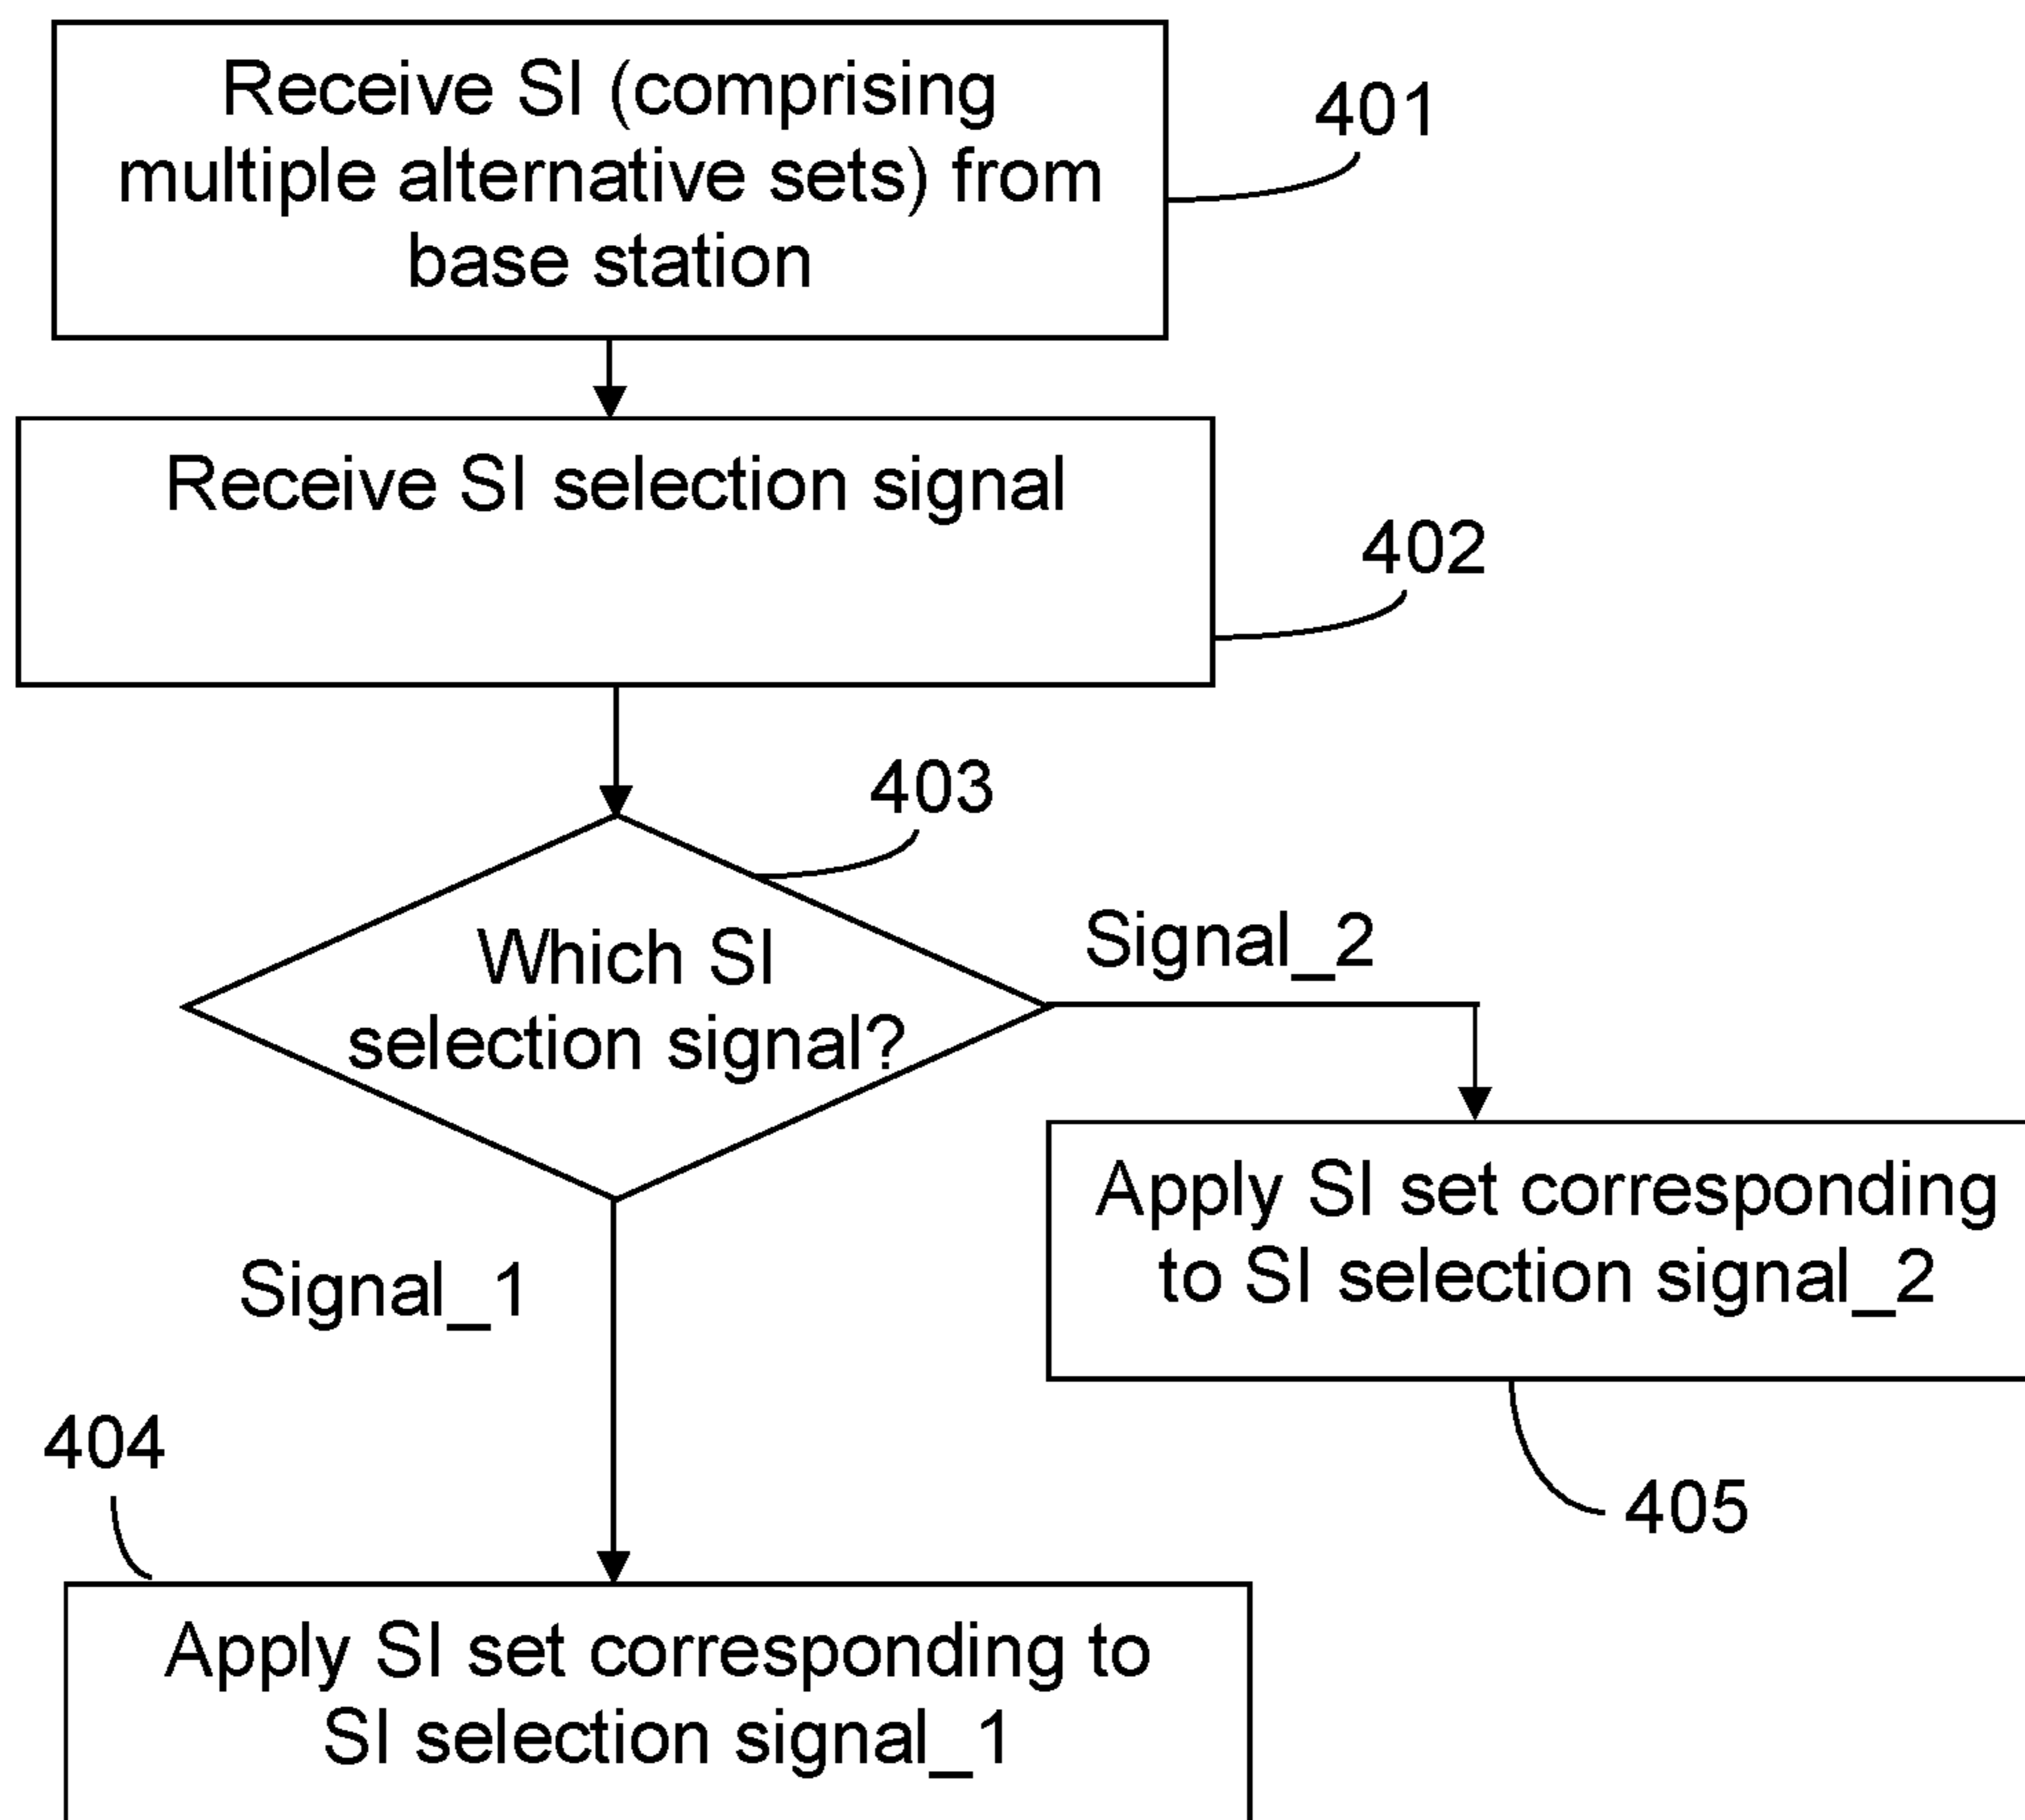 Receive SI (comprising
multiple alternative sets) from
base station
401
Receive SI selection signal
402
403
Which SI
selection signal?
Signal_2
Apply SI set corresponding
to SI selection signal_2
Signal_1
404
405
Apply SI set corresponding to
SI selection signal_1